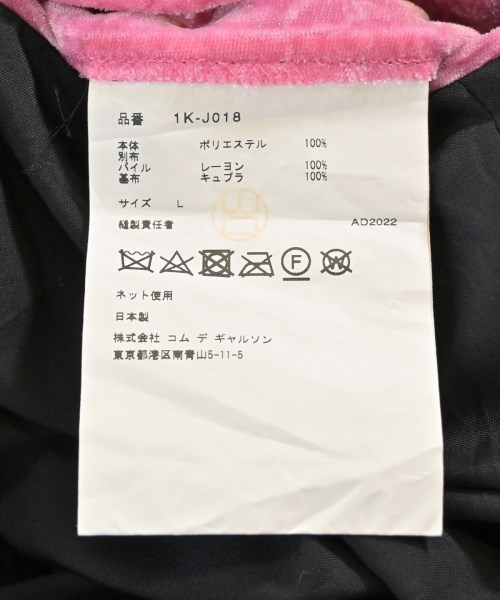 品番 1K-J018
本体 ポリエステル 100%
別布
パイル レーヨン 100%
基布 キュプラ 100%
サイズ L
縫製責任者 AD2022
F W
ネット使用
日本製
株式会社 コム デ ギャルソン
東京都港区南青山5-11-5